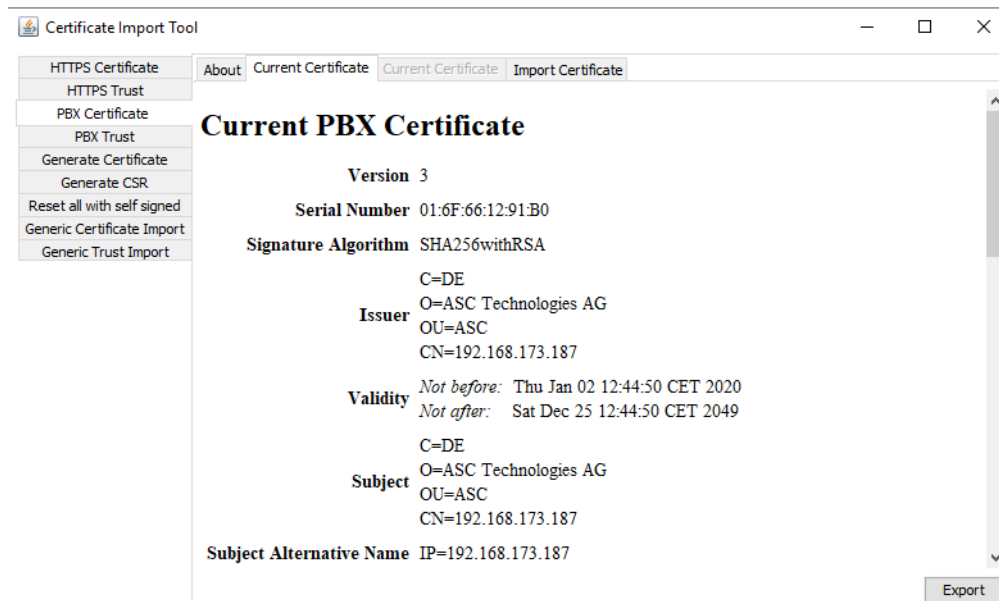 Certificate Import Tool
HTTPS Certificate
HTTPS Trust
PBX Certificate
PBX Trust
Generate Certificate
Generate CSR
Reset all with self signed
Generic Certificate Import
Generic Trust Import
About Current Certificate Current Certificate Import Certificate
Current PBX Certificate
Version 3
Serial Number 01:6F:66:12:91:B0
Signature Algorithm SHA256withRSA
Issuer
C=DE
O=ASC Technologies AG
OU=ASC
CN=192.168.173.187
Validity
Not before: Thu Jan 02 12:44:50 CET 2020
Not after: Sat Dec 25 12:44:50 CET 2049
Subject
C=DE
O=ASC Technologies AG
OU=ASC
CN=192.168.173.187
Subject Alternative Name IP=192.168.173.187
Export